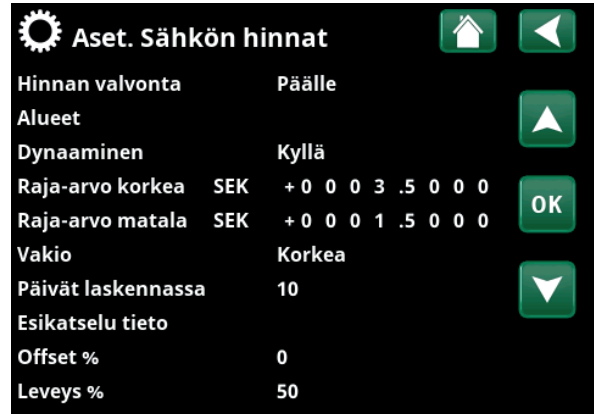 Aset. Sähkön hinnat
Hinnan valvonta Päälle
Alueet
Dynaaminen Kyllä
Raja-arvo korkea SEK +0 0 0 3 .5 0 0 0
Raja-arvo matala SEK +0 0 0 1 .5 0 0 0
OK
Vakio Korkea
Päivät laskennassa 10
Esikatselu tieto
Offset % 0
Leveys % 50